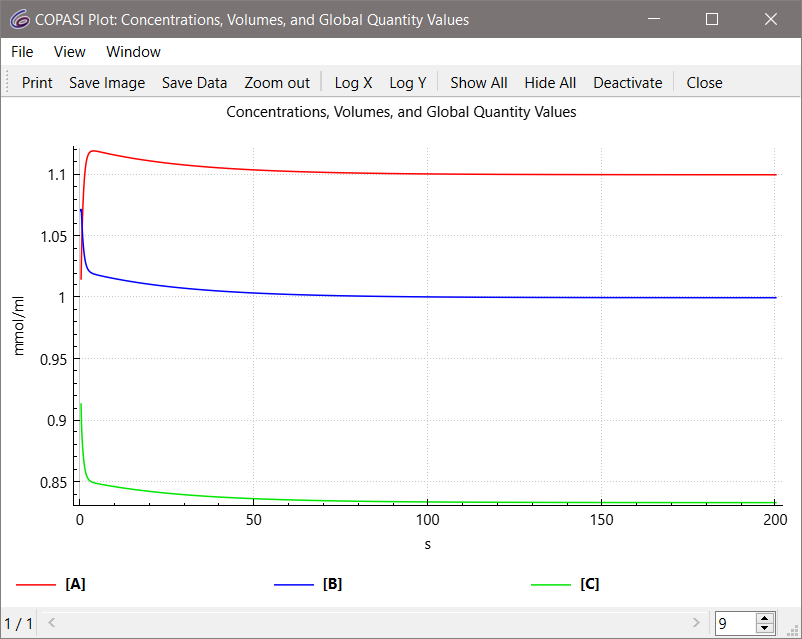 COPASI Plot: Concentrations, Volumes, and Global Quantity Values
File View Window
Print Save Image Save Data Zoom out Log X Log Y Show All Hide All Deactivate Close
Concentrations, Volumes, and Global Quantity Values
1.1
1.05
1
0.95
0.9
0.85
mmol/ml
0 50 100 150 200
s
[A] [B] [C]
1 / 1 9